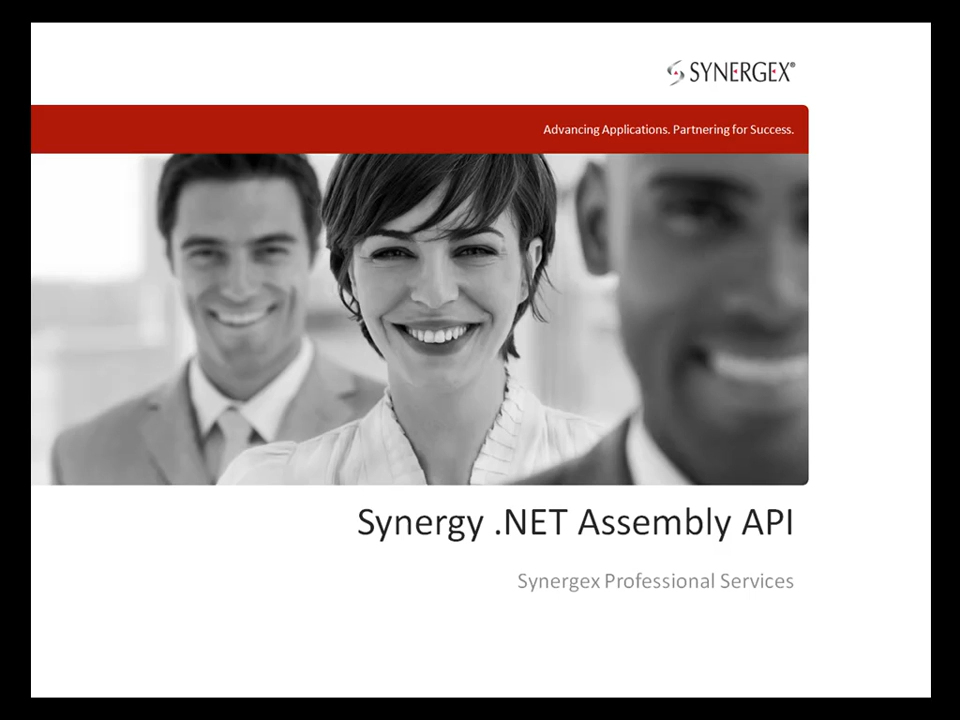 SYNERGEX®
Advancing Applications. Partnering for Success.
Synergy .NET Assembly API
Synergex Professional Services